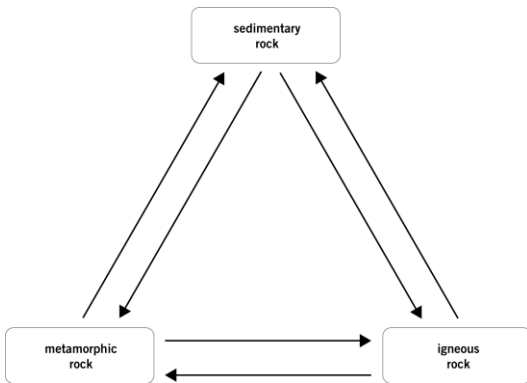 sedimentary
rock
metamorphic
rock
igneous
rock